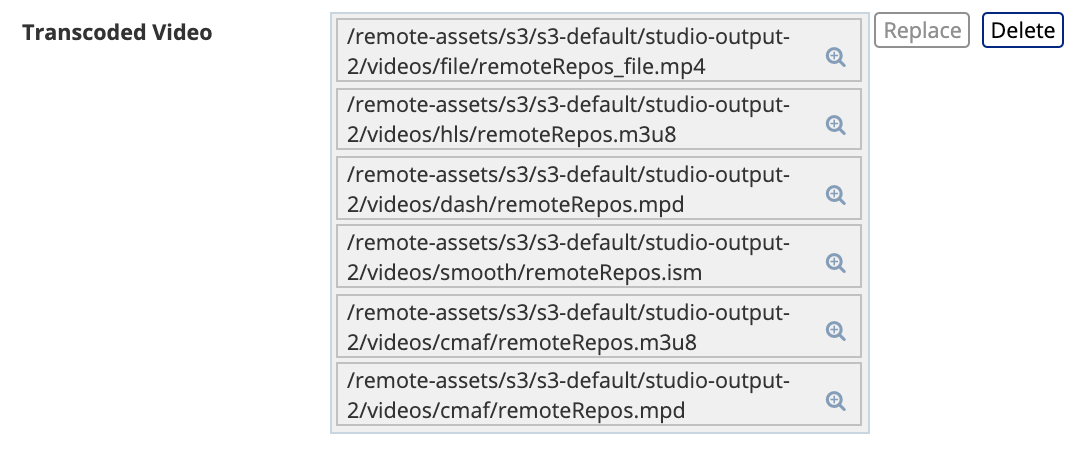 Transcoded Video
/remote-assets/s3/s3-default/studio-output-
2/videos/file/remoteRepos_file.mp4
/remote-assets/s3/s3-default/studio-output-
2/videos/hls/remoteRepos.m3u8
/remote-assets/s3/s3-default/studio-output-
2/videos/dash/remoteRepos.mpd
/remote-assets/s3/s3-default/studio-output-
2/videos/smooth/remoteRepos.ism
/remote-assets/s3/s3-default/studio-output-
2/videos/cmaf/remoteRepos.m3u8
/remote-assets/s3/s3-default/studio-output-
2/videos/cmaf/remoteRepos.mpd
Replace
Delete